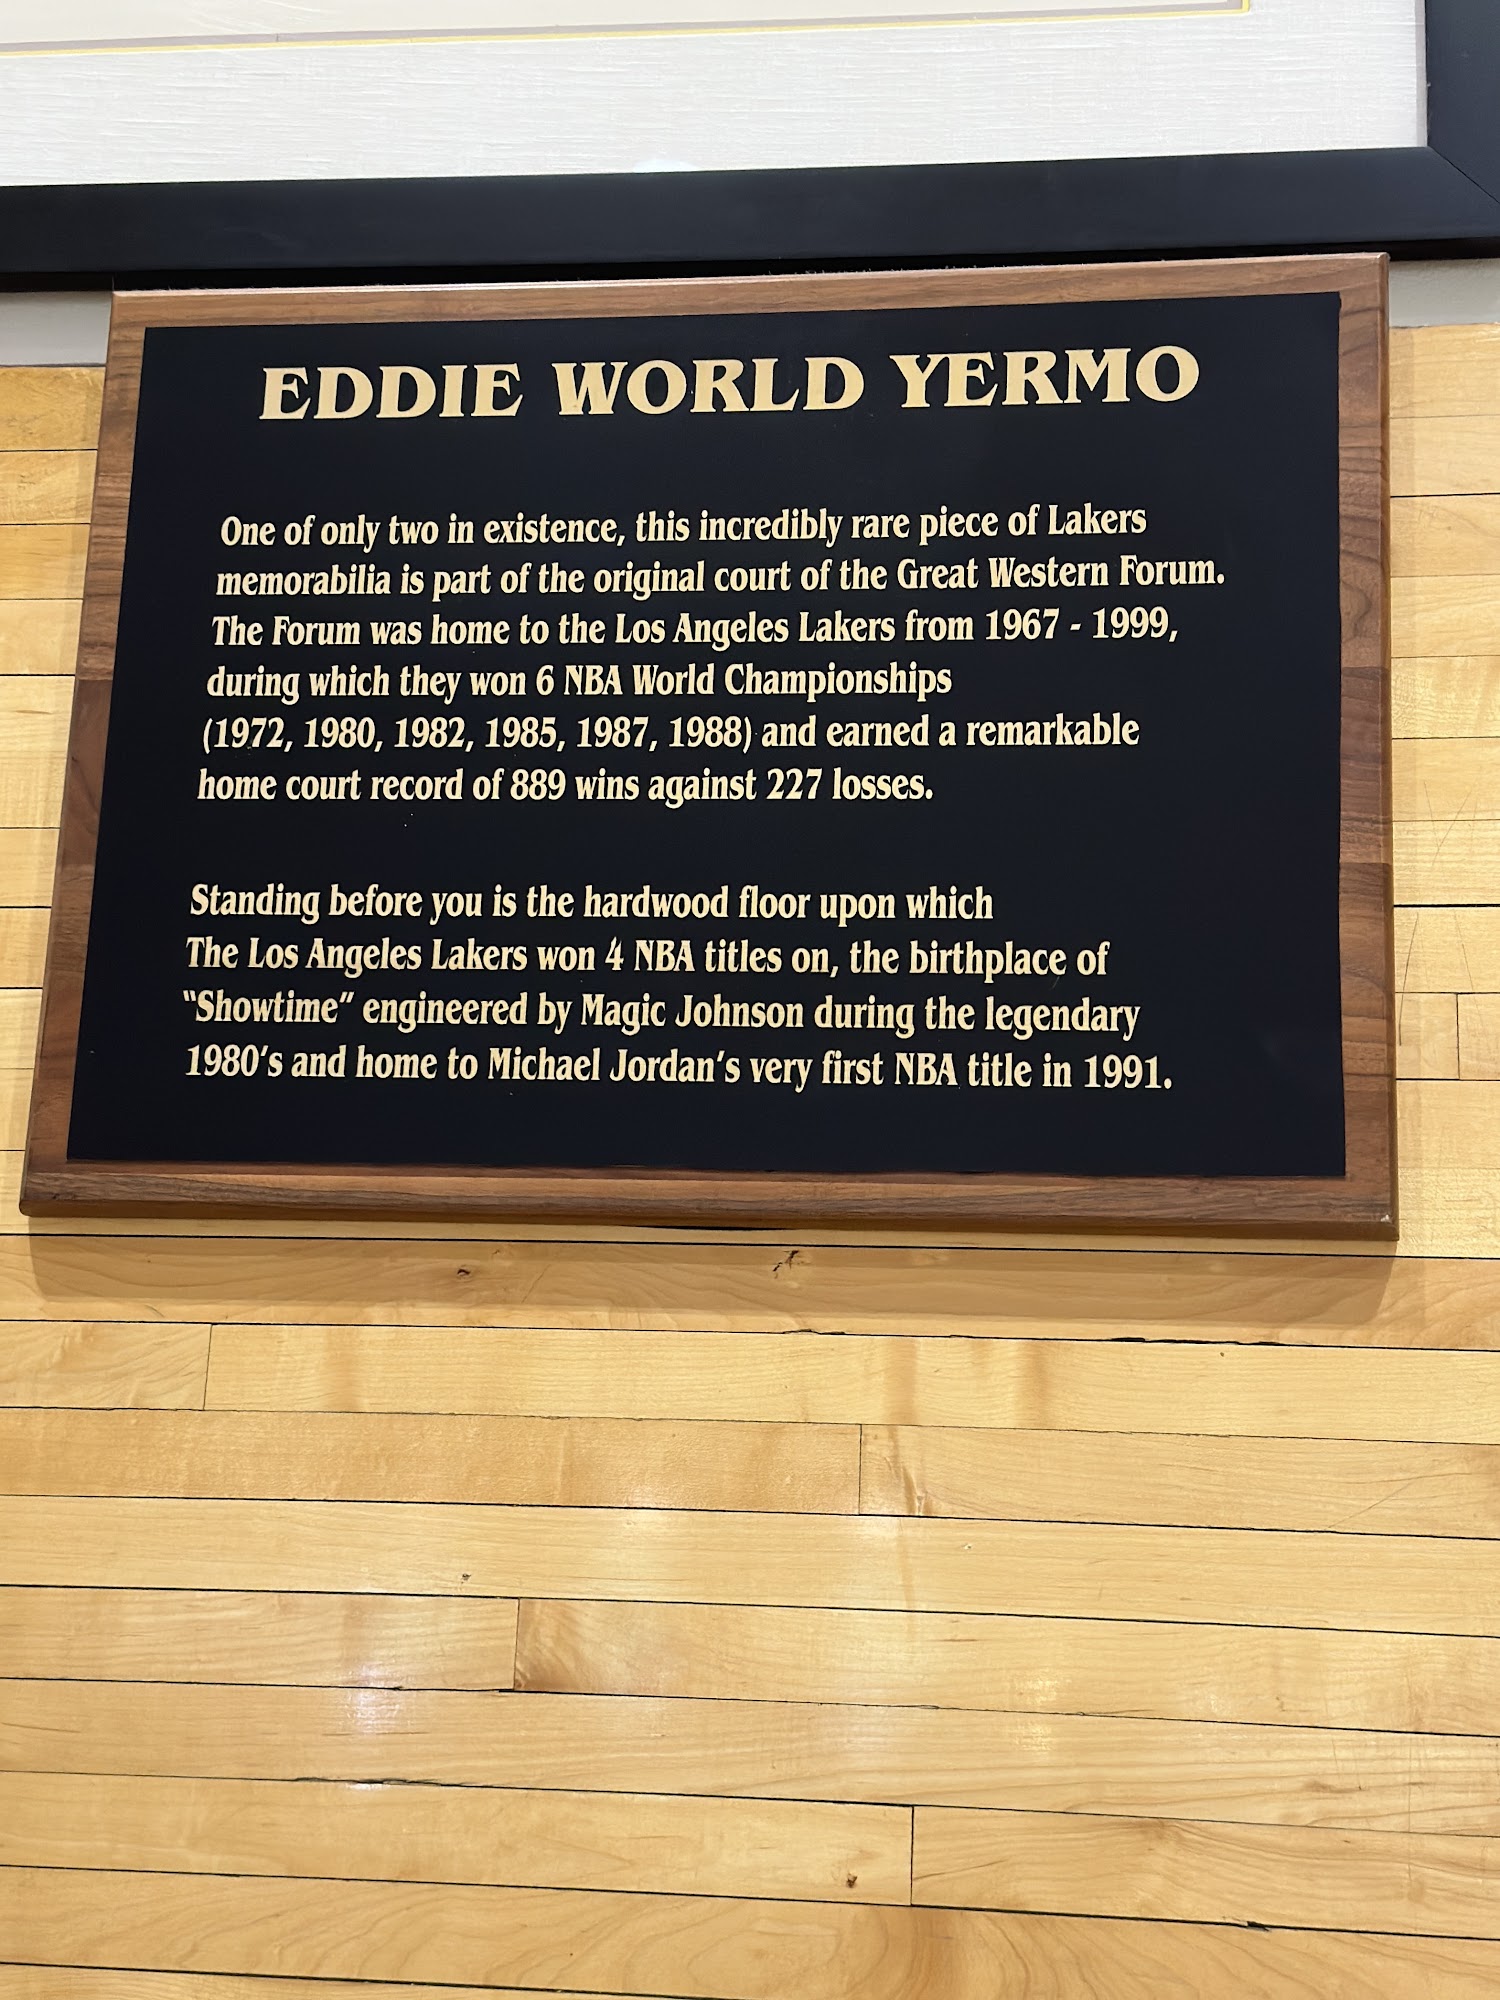 EDDIE WORLD YERMO
One of only two in existence, this incredibly rare piece of Lakers
memorabilia is part of the original court of the Great Western Forum.
The Forum was home to the Los Angeles Lakers from 1967 - 1999,
during which they won 6 NBA World Championships
(1972, 1980, 1982, 1985, 1987, 1988) and earned a remarkable
home court record of 889 wins against 227 losses.
Standing before you is the hardwood floor upon which
The Los Angeles Lakers won 4 NBA titles on, the birthplace of
“Showtime” engineered by Magic Johnson during the legendary
1980’s and home to Michael Jordan’s very first NBA title in 1991.